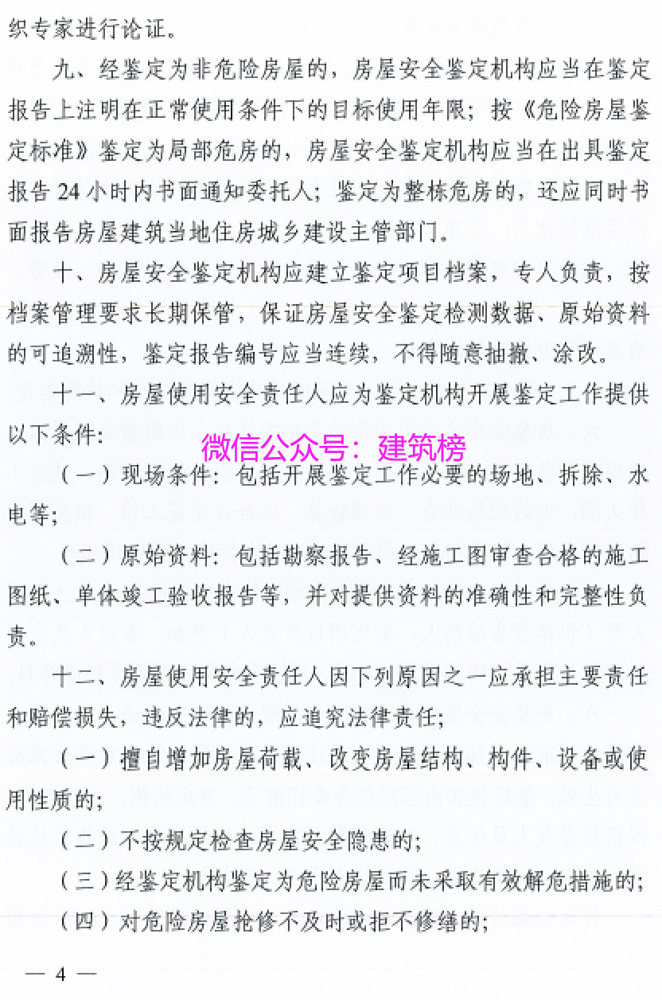 织专家进行论证。
九、经鉴定为非危险房屋的，房屋安全鉴定机构应当在鉴定
报告上注明在正常使用条件下的目标使用年限；按《危险房屋鉴
定标准》鉴定为局部危房的，房屋安全鉴定机构应当在出具鉴定
报告 24 小时内书面通知委托人；鉴定为整栋危房的，还应同时书
面报告房屋建筑当地住房城乡建设主管部门。
十、房屋安全鉴定机构应建立鉴定项目档案，专人负责，按
档案管理要求长期保管，保证房屋安全鉴定检测数据、原始资料
的可追溯性，鉴定报告编号应当连续，不得随意抽撤、涂改。
十一、房屋使用安全责任人应为鉴定机构开展鉴定工作提供
以下条件：
微信公众号：建筑榜
（一）现场条件：包括开展鉴定工作必要的场地、拆除、水
电等；
（二）原始资料：包括勘察报告、经施工图审查合格的施工
图纸、单体竣工验收报告等，并对提供资料的准确性和完整性负
责。
十二、房屋使用安全责任人因下列原因之一应承担主要责任
和赔偿损失，违反法律的，应追究法律责任；
（一）擅自增加房屋荷载、改变房屋结构、构件、设备或使
用性质的；
（二）不按规定检查房屋安全隐患的；
（三）经鉴定机构鉴定为危险房屋而未采取有效解危措施的；
（四）对危险房屋抢修不及时或拒不修缮的；
— 4 —